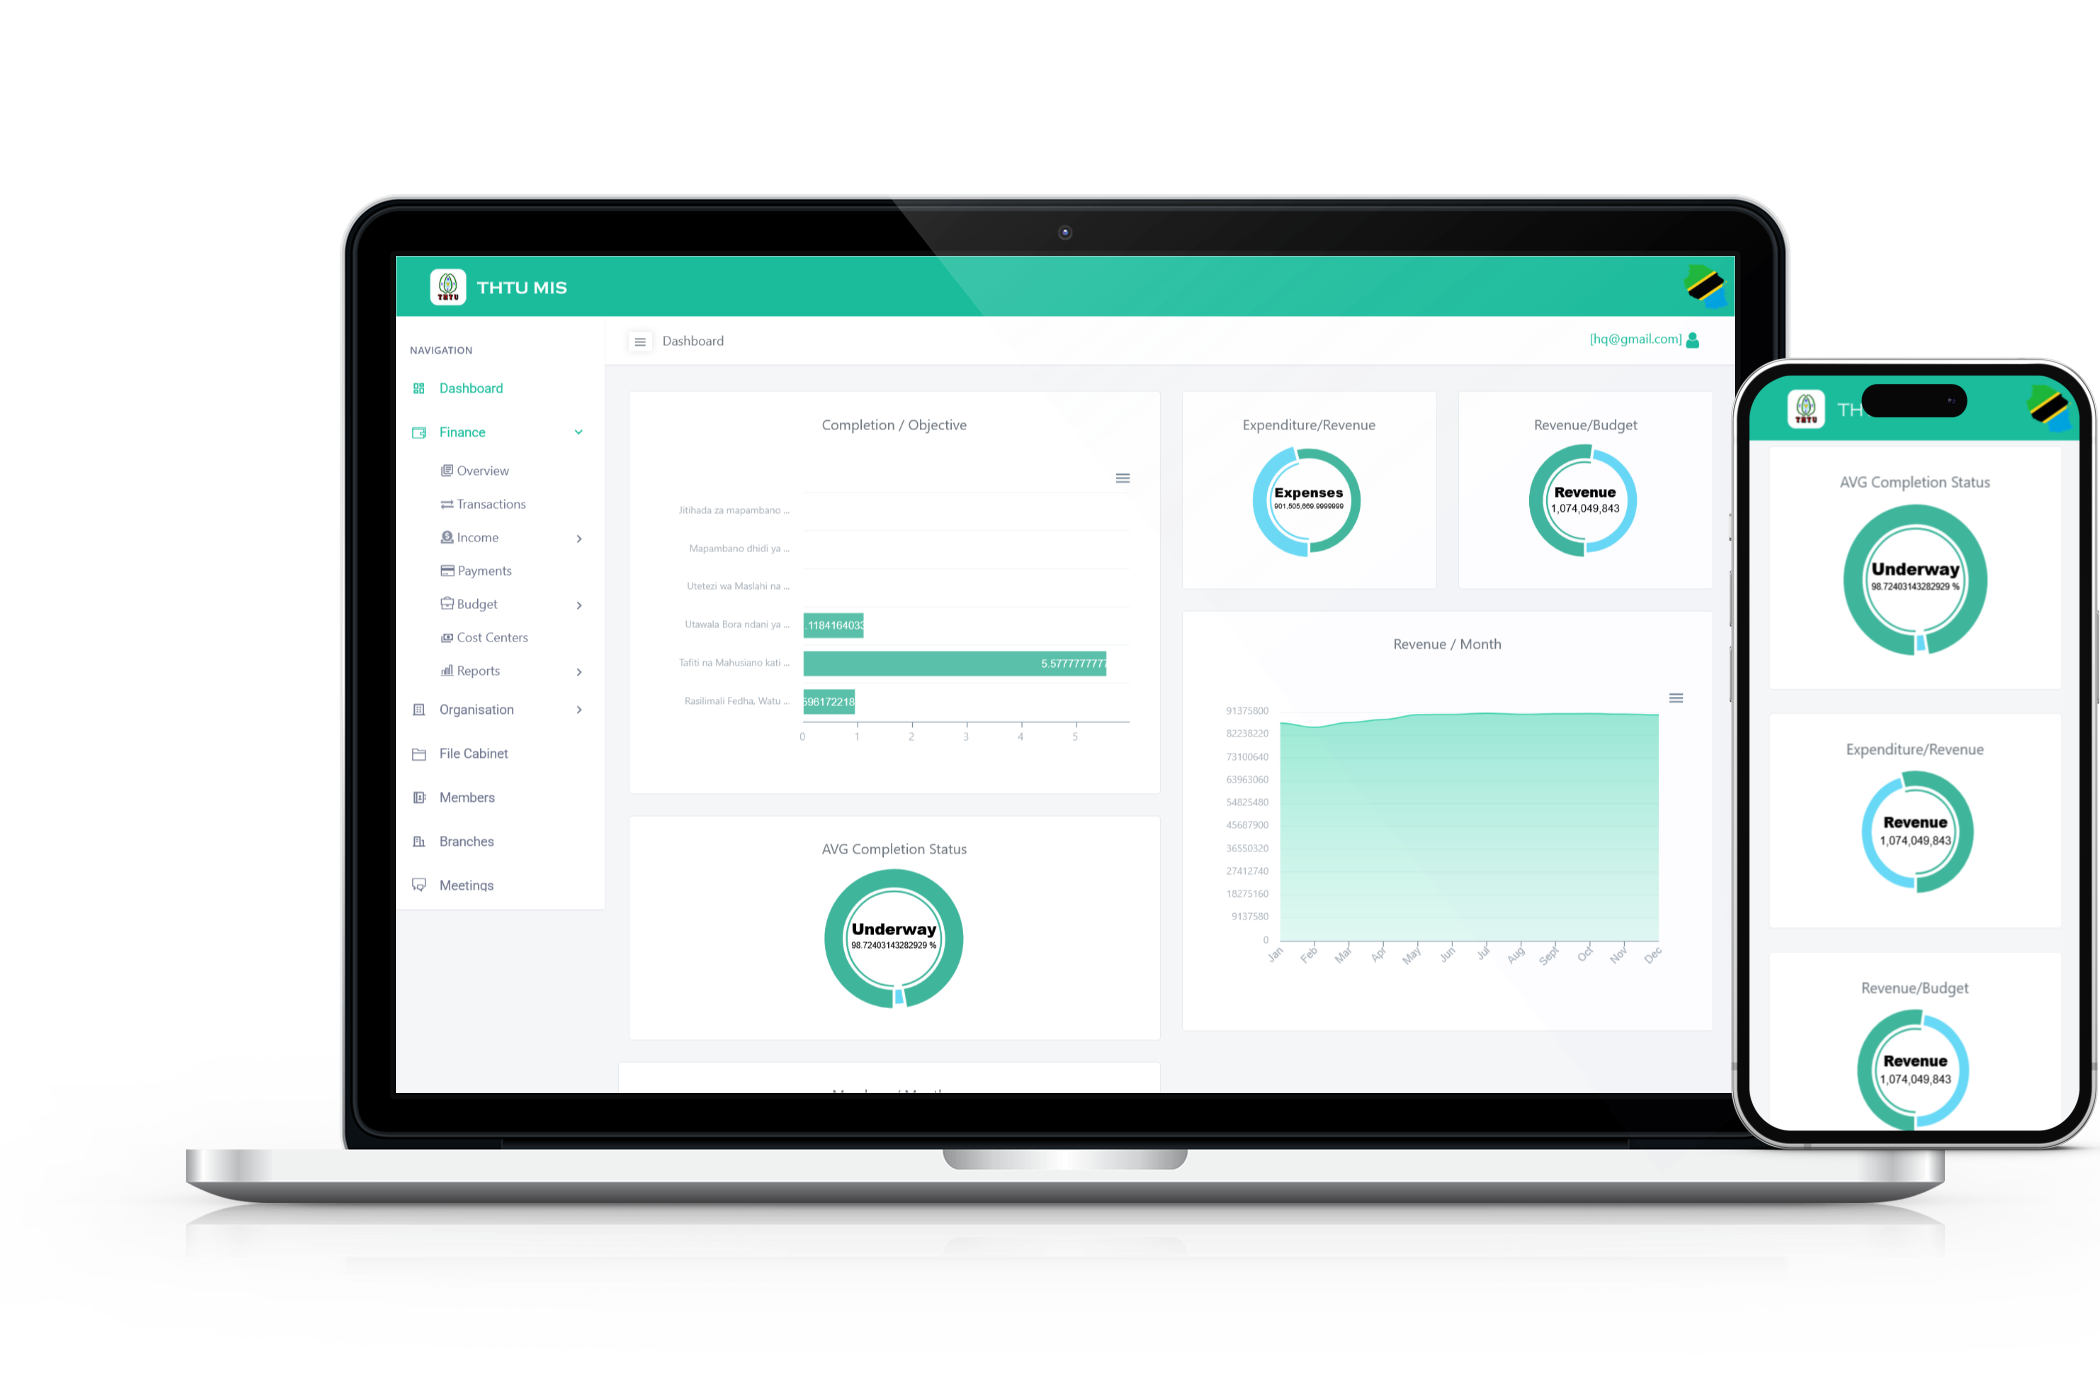 THTU
THTU MIS
NAVIGATION
Dashboard
Finance
Overview
Transactions
Income
Payments
Budget
Cost Centers
Reports
Organisation
File Cabinet
Members
Branches
Meetings
Dashboard
[hq@gmail.com]
Completion / Objective
Jitihada za mapambano ...
Mapambano dhidi ya ...
Utetezi wa Maslahi na ...
Utawala Bora ndani ya ...
.1184164033
Tafiti na Mahusiano kati ...
5.5777777777
Rasilimali Fedha, Watu ...
596172218
0 1 2 3 4 5
Expenditure/Revenue
Expenses
901,505,669.9999999
Revenue/Budget
Revenue
1,074,049,843
AVG Completion Status
Underway
98.72403143282929 %
Revenue / Month
91375800
82238220
73100640
63963060
54825480
45687900
36550320
27412740
18275160
9137580
0
Jan Feb Mar Apr May Jun Jul Aug Sept Oct Nov Dec
THTU
TH
AVG Completion Status
Underway
98.72403143282929 %
Expenditure/Revenue
Revenue
1,074,049,843
Revenue/Budget
Revenue
1,074,049,843